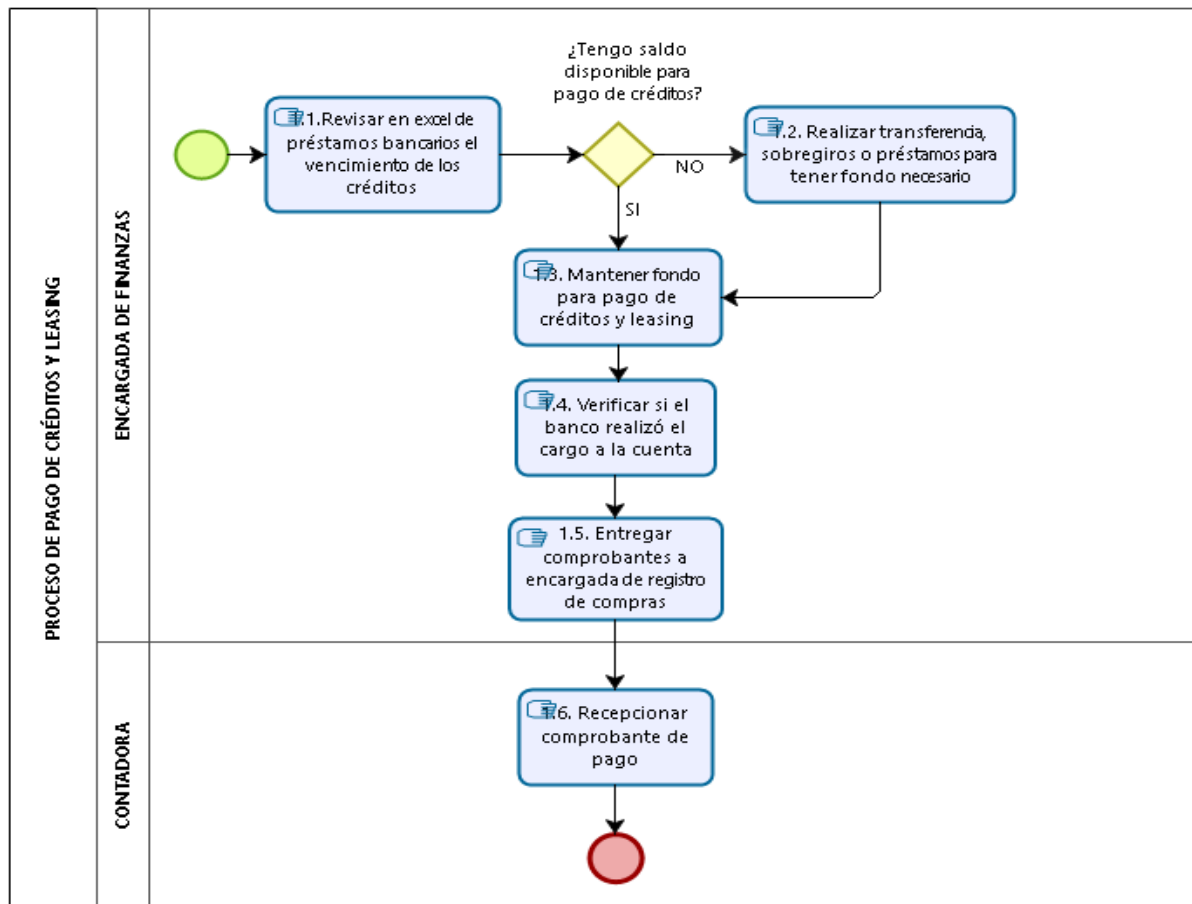 PROCESO DE PAGO DE CRÉDITOS Y LEASING
ENCARGADA DE FINANZAS
¿Tengo saldo
disponible para
pago de créditos?
1.1.Revisar en excel de
préstamos bancarios el
vencimiento de los
créditos
NO
1.2. Realizar transferencia,
sobregiros o préstamos para
tener fondo necesario
SI
1.3. Mantener fondo
para pago de
créditos y leasing
1.4. Verificar si el
banco realizó el
cargo a la cuenta
1.5. Entregar
comprobantes a
encargada de registro
de compras
CONTADORA
1.6. Recepcionar
comprobante de
pago